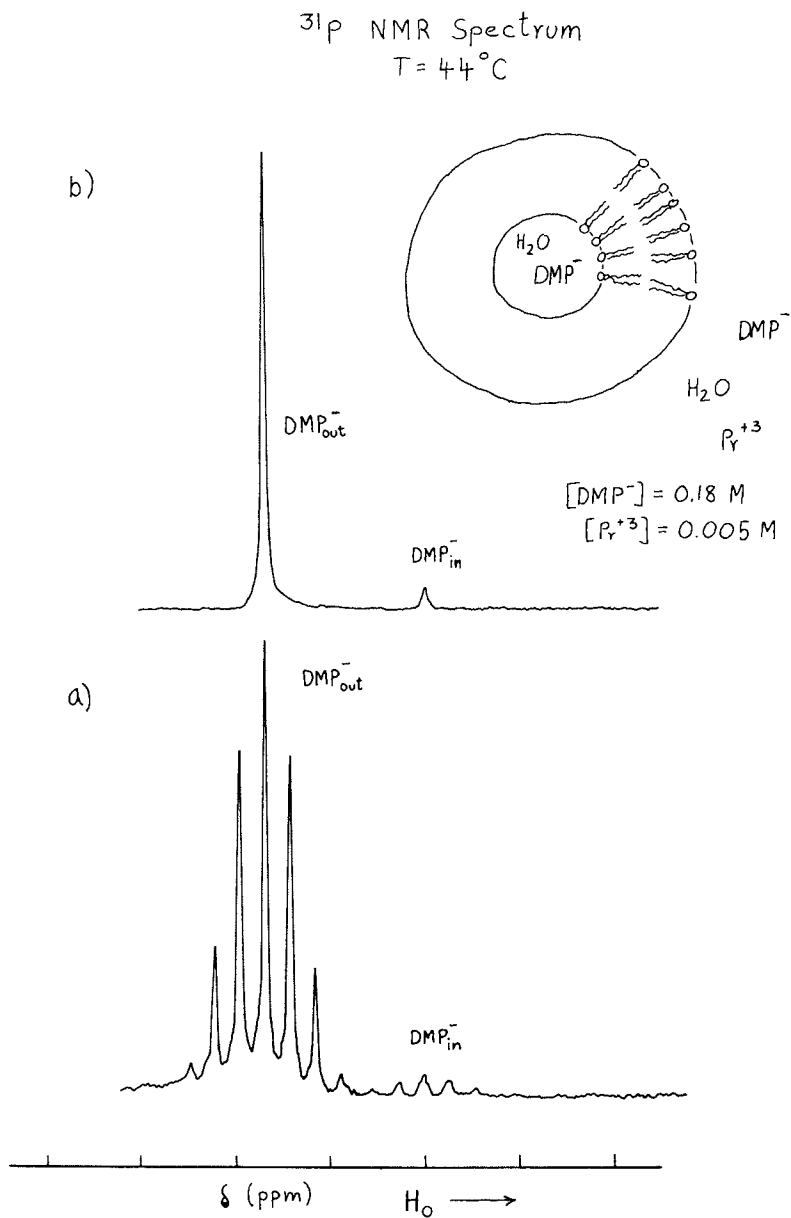 ³¹P NMR Spectrum
T = 44°C
b)
H₂O
DMP⁻
DMP⁻
H₂O
Pr⁺³
DMP⁻out
[DMP⁻] = 0.18 M
[Pr⁺³] = 0.005 M
DMP⁻in
a)
DMP⁻out
DMP⁻in
δ (ppm) H₀ ⟶